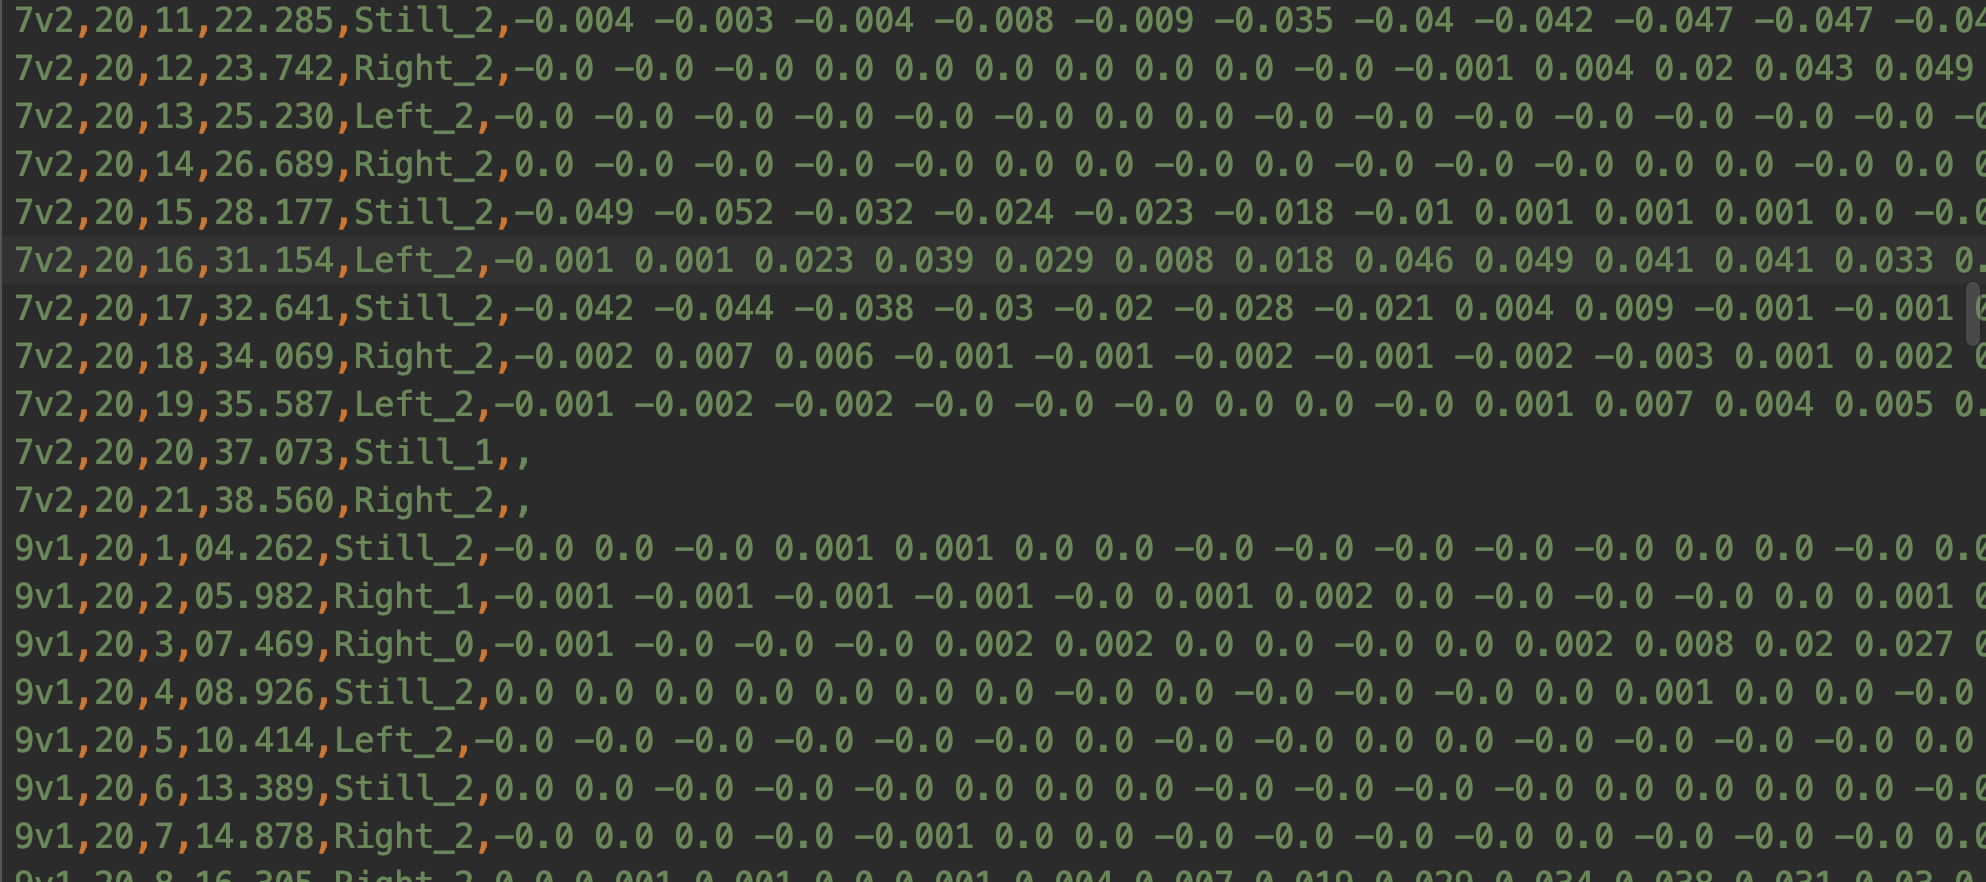 7v2,20,11,22.285,Still_2,-0.004 -0.003 -0.004 -0.008 -0.009 -0.035 -0.04 -0.042 -0.047 -0.047
7v2,20,12,23.742,Right_2,-0.0 -0.0 -0.0 0.0 0.0 0.0 0.0 0.0 0.0 -0.0 -0.001 0.004 0.02 0.043 0.049
7v2,20,13,25.230,Left_2,-0.0 -0.0 -0.0 -0.0 -0.0 -0.0 0.0 0.0 -0.0 -0.0 -0.0 -0.0 -0.0 -0.0 -0.0
7v2,20,14,26.689,Right_2,0.0 -0.0 -0.0 -0.0 -0.0 0.0 0.0 -0.0 0.0 -0.0 -0.0 -0.0 0.0 0.0 -0.0 0.0
7v2,20,15,28.177,Still_2,-0.049 -0.052 -0.032 -0.024 -0.023 -0.018 -0.01 0.001 0.001 0.001 0.0
7v2,20,16,31.154,Left_2,-0.001 0.001 0.023 0.039 0.029 0.008 0.018 0.046 0.049 0.041 0.041 0.033
7v2,20,17,32.641,Still_2,-0.042 -0.044 -0.038 -0.03 -0.02 -0.028 -0.021 0.004 0.009 -0.001 -0.001
7v2,20,18,34.069,Right_2,-0.002 0.007 0.006 -0.001 -0.001 -0.002 -0.001 -0.002 -0.003 0.001 0.002
7v2,20,19,35.587,Left_2,-0.001 -0.002 -0.002 -0.0 -0.0 -0.0 0.0 0.0 -0.0 0.001 0.007 0.004 0.005
7v2,20,20,37.073,Still_1,,
7v2,20,21,38.560,Right_2,,
9v1,20,1,04.262,Still_2,-0.0 0.0 -0.0 0.001 0.001 0.0 0.0 -0.0 -0.0 -0.0 -0.0 -0.0 0.0 0.0 -0.0
9v1,20,2,05.982,Right_1,-0.001 -0.001 -0.001 -0.001 -0.0 0.001 0.002 0.0 -0.0 -0.0 -0.0 0.0 0.001
9v1,20,3,07.469,Right_0,-0.001 -0.0 -0.0 -0.0 0.002 0.002 0.0 0.0 -0.0 0.0 0.002 0.008 0.02 0.027
9v1,20,4,08.926,Still_2,0.0 0.0 0.0 0.0 0.0 0.0 0.0 -0.0 0.0 -0.0 -0.0 -0.0 0.0 0.001 0.0 0.0 -0.0
9v1,20,5,10.414,Left_2,-0.0 -0.0 -0.0 -0.0 -0.0 -0.0 0.0 -0.0 -0.0 0.0 0.0 -0.0 -0.0 -0.0 -0.0 0.0
9v1,20,6,13.389,Still_2,0.0 0.0 -0.0 -0.0 -0.0 0.0 0.0 0.0 -0.0 -0.0 -0.0 -0.0 0.0 0.0 0.0 0.0
9v1,20,7,14.878,Right_2,-0.0 0.0 0.0 -0.0 -0.001 0.0 0.0 -0.0 -0.0 -0.0 -0.0 0.0 -0.0 -0.0 -0.0